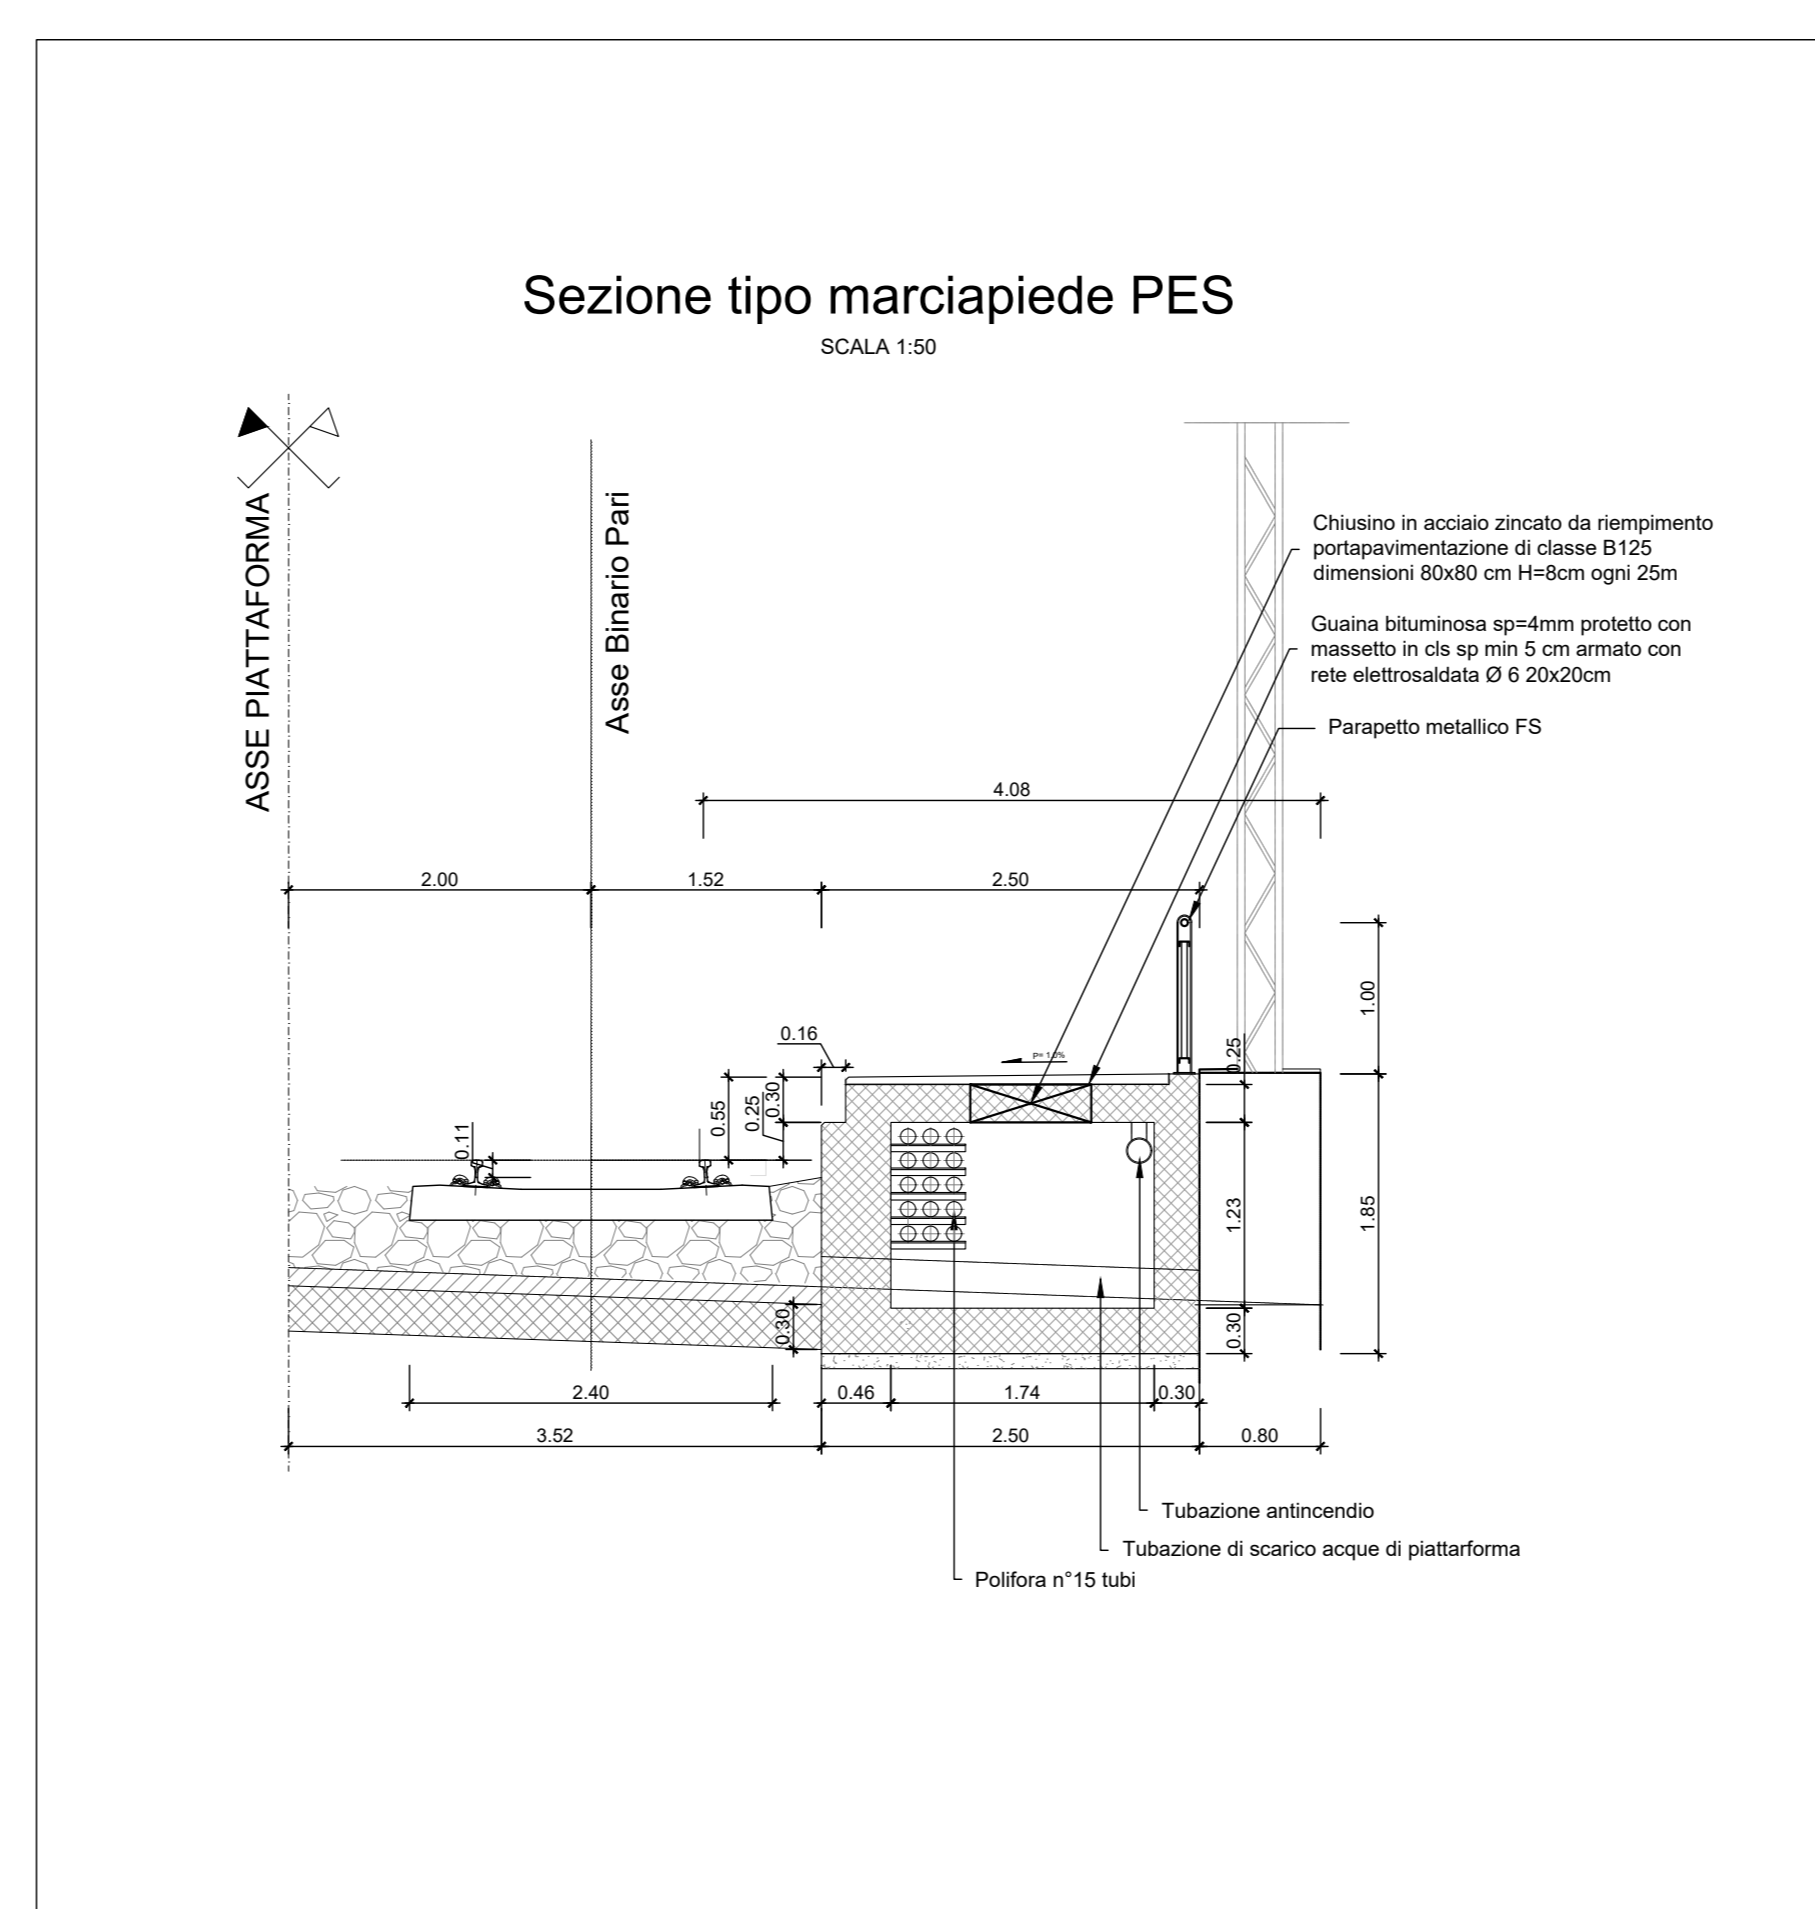 Sezione tipo marciapiede PES
SCALA 1:50
ASSE PIATTAFORMA
Asse Binario Pari
Chiusino in acciaio zincato da riempimento
portapavimentazione di classe B125
dimensioni 80x80 cm H=8cm ogni 25m
Guaina bituminosa sp=4mm protetto con
massetto in cls sp min 5 cm armato con
rete elettrosaldata Ø 6 20x20cm
Parapetto metallico FS
4.08
2.00
1.52
2.50
1.00
0.16
P= 1.0%
0.25
0.55
0.25
0.30
0.11
1.23
1.85
0.30
0.30
2.40
0.46
1.74
0.30
3.52
2.50
0.80
Tubazione antincendio
Tubazione di scarico acque di piattarforma
Polifora n°15 tubi